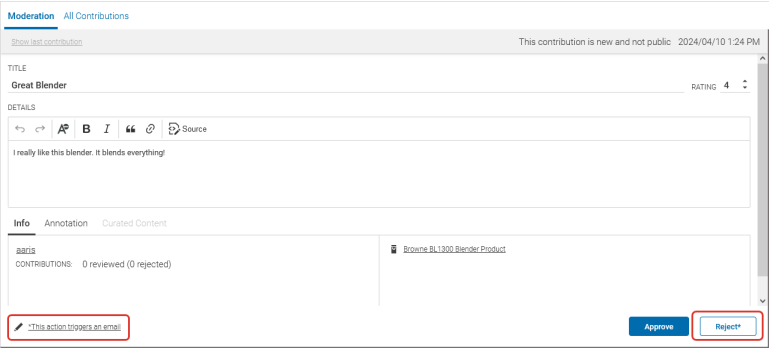 Moderation All Contributions
Show last contribution This contribution is new and not public 2024/04/10 1:24 PM
TITLE
Great Blender RATING 4
DETAILS
B I Source
I really like this blender. It blends everything!
Info Annotation Curated Content
aaris Browne BL1300 Blender Product
CONTRIBUTIONS: 0 reviewed (0 rejected)
*This action triggers an email Approve Reject*